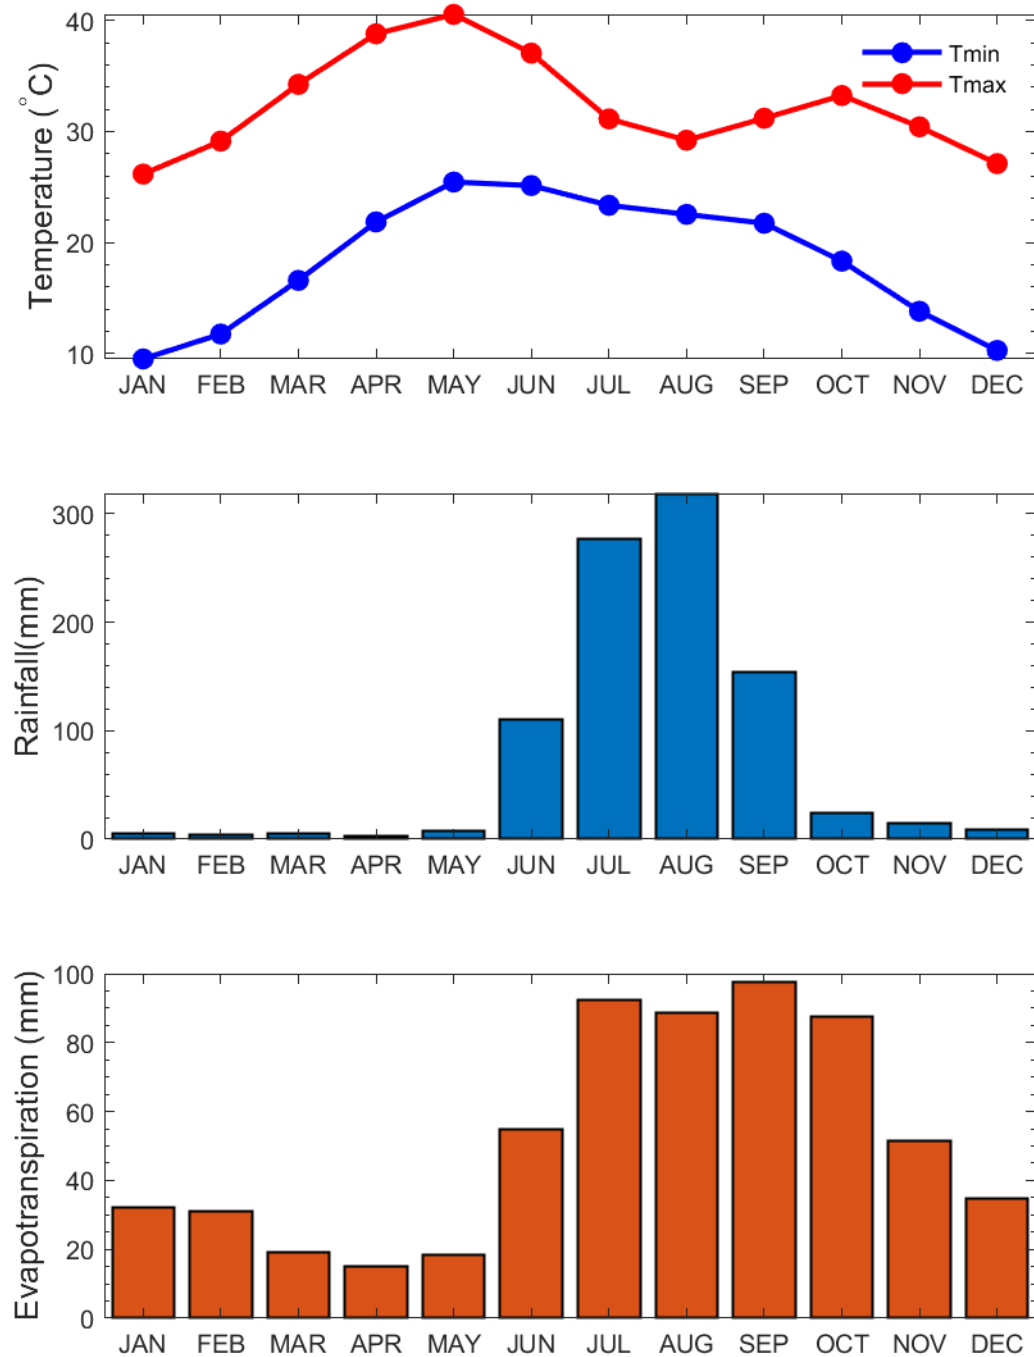 Temperature (°C)
40
30
20
10
Tmin
Tmax
JAN FEB MAR APR MAY JUN JUL AUG SEP OCT NOV DEC
Rainfall(mm)
300
200
100
0
JAN FEB MAR APR MAY JUN JUL AUG SEP OCT NOV DEC
Evapotranspiration (mm)
100
80
60
40
20
0
JAN FEB MAR APR MAY JUN JUL AUG SEP OCT NOV DEC